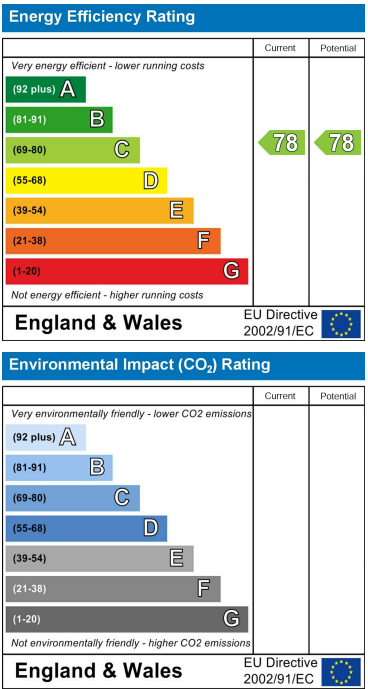 Energy Efficiency Rating
Current Potential
Very energy efficient - lower running costs
(92 plus) A
(81-91) B
(69-80) C 78 78
(55-68) D
(39-54) E
(21-38) F
(1-20) G
Not energy efficient - higher running costs
England & Wales
EU Directive
2002/91/EC
Environmental Impact (CO₂) Rating
Current Potential
Very environmentally friendly - lower CO2 emissions
(92 plus) A
(81-91) B
(69-80) C
(55-68) D
(39-54) E
(21-38) F
(1-20) G
Not environmentally friendly - higher CO2 emissions
England & Wales
EU Directive
2002/91/EC